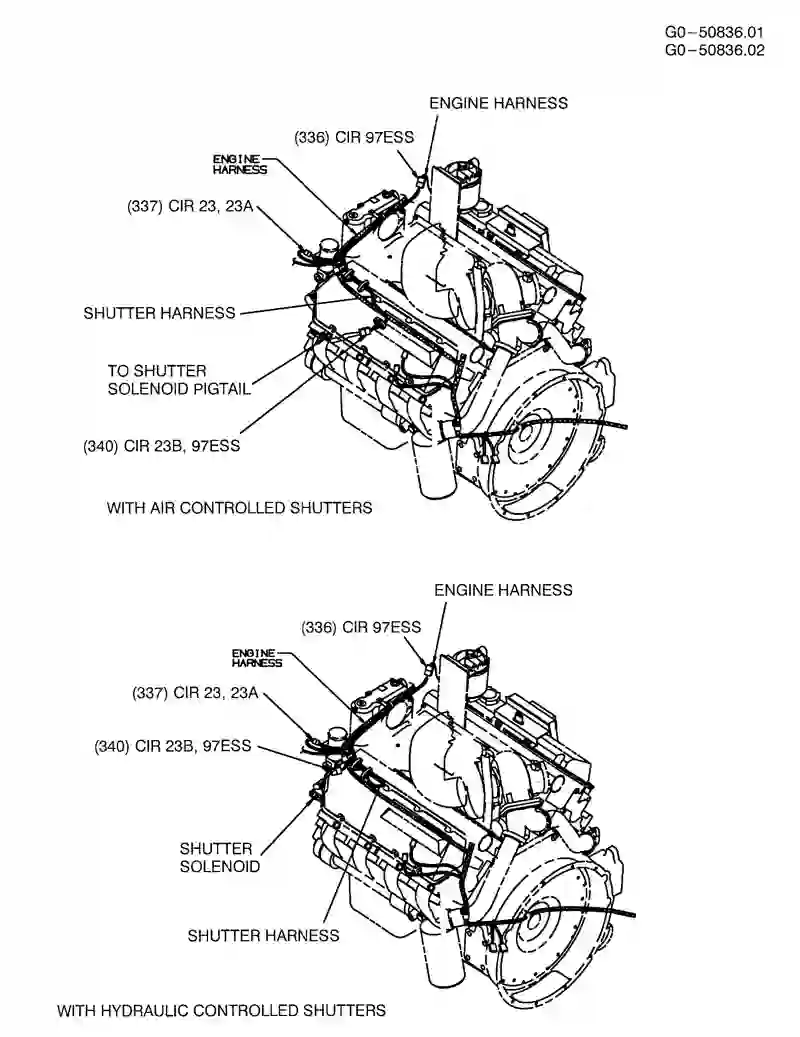 G0-50836.01
G0-50836.02
ENGINE HARNESS
(336) CIR 97ESS
ENGINE
HARNESS
(337) CIR 23, 23A
SHUTTER HARNESS
TO SHUTTER
SOLENOID PIGTAIL
(340) CIR 23B, 97ESS
WITH AIR CONTROLLED SHUTTERS
ENGINE HARNESS
(336) CIR 97ESS
ENGINE
HARNESS
(337) CIR 23, 23A
(340) CIR 23B, 97ESS
SHUTTER
SOLENOID
SHUTTER HARNESS
WITH HYDRAULIC CONTROLLED SHUTTERS